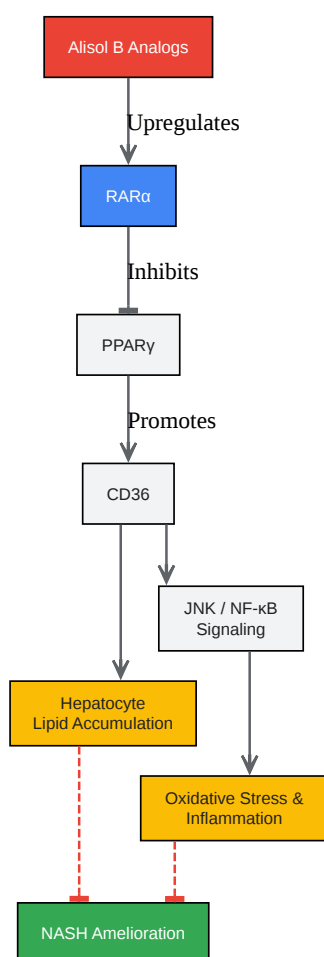 Alisol B Analogs
Upregulates
RARα
Inhibits
PPARγ
Promotes
CD36
JNK / NF-κB
Signaling
Hepatocyte
Lipid Accumulation
Oxidative Stress &
Inflammation
NASH Amelioration